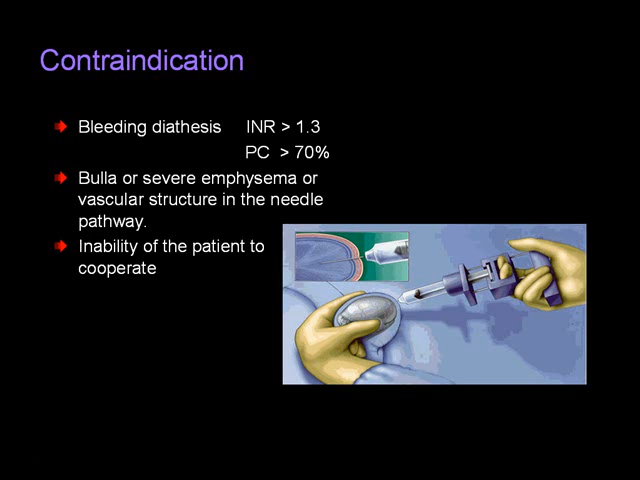 Contraindication
Bleeding diathesis INR > 1.3
PC > 70%
Bulla or severe emphysema or
vascular structure in the needle
pathway.
Inability of the patient to
cooperate